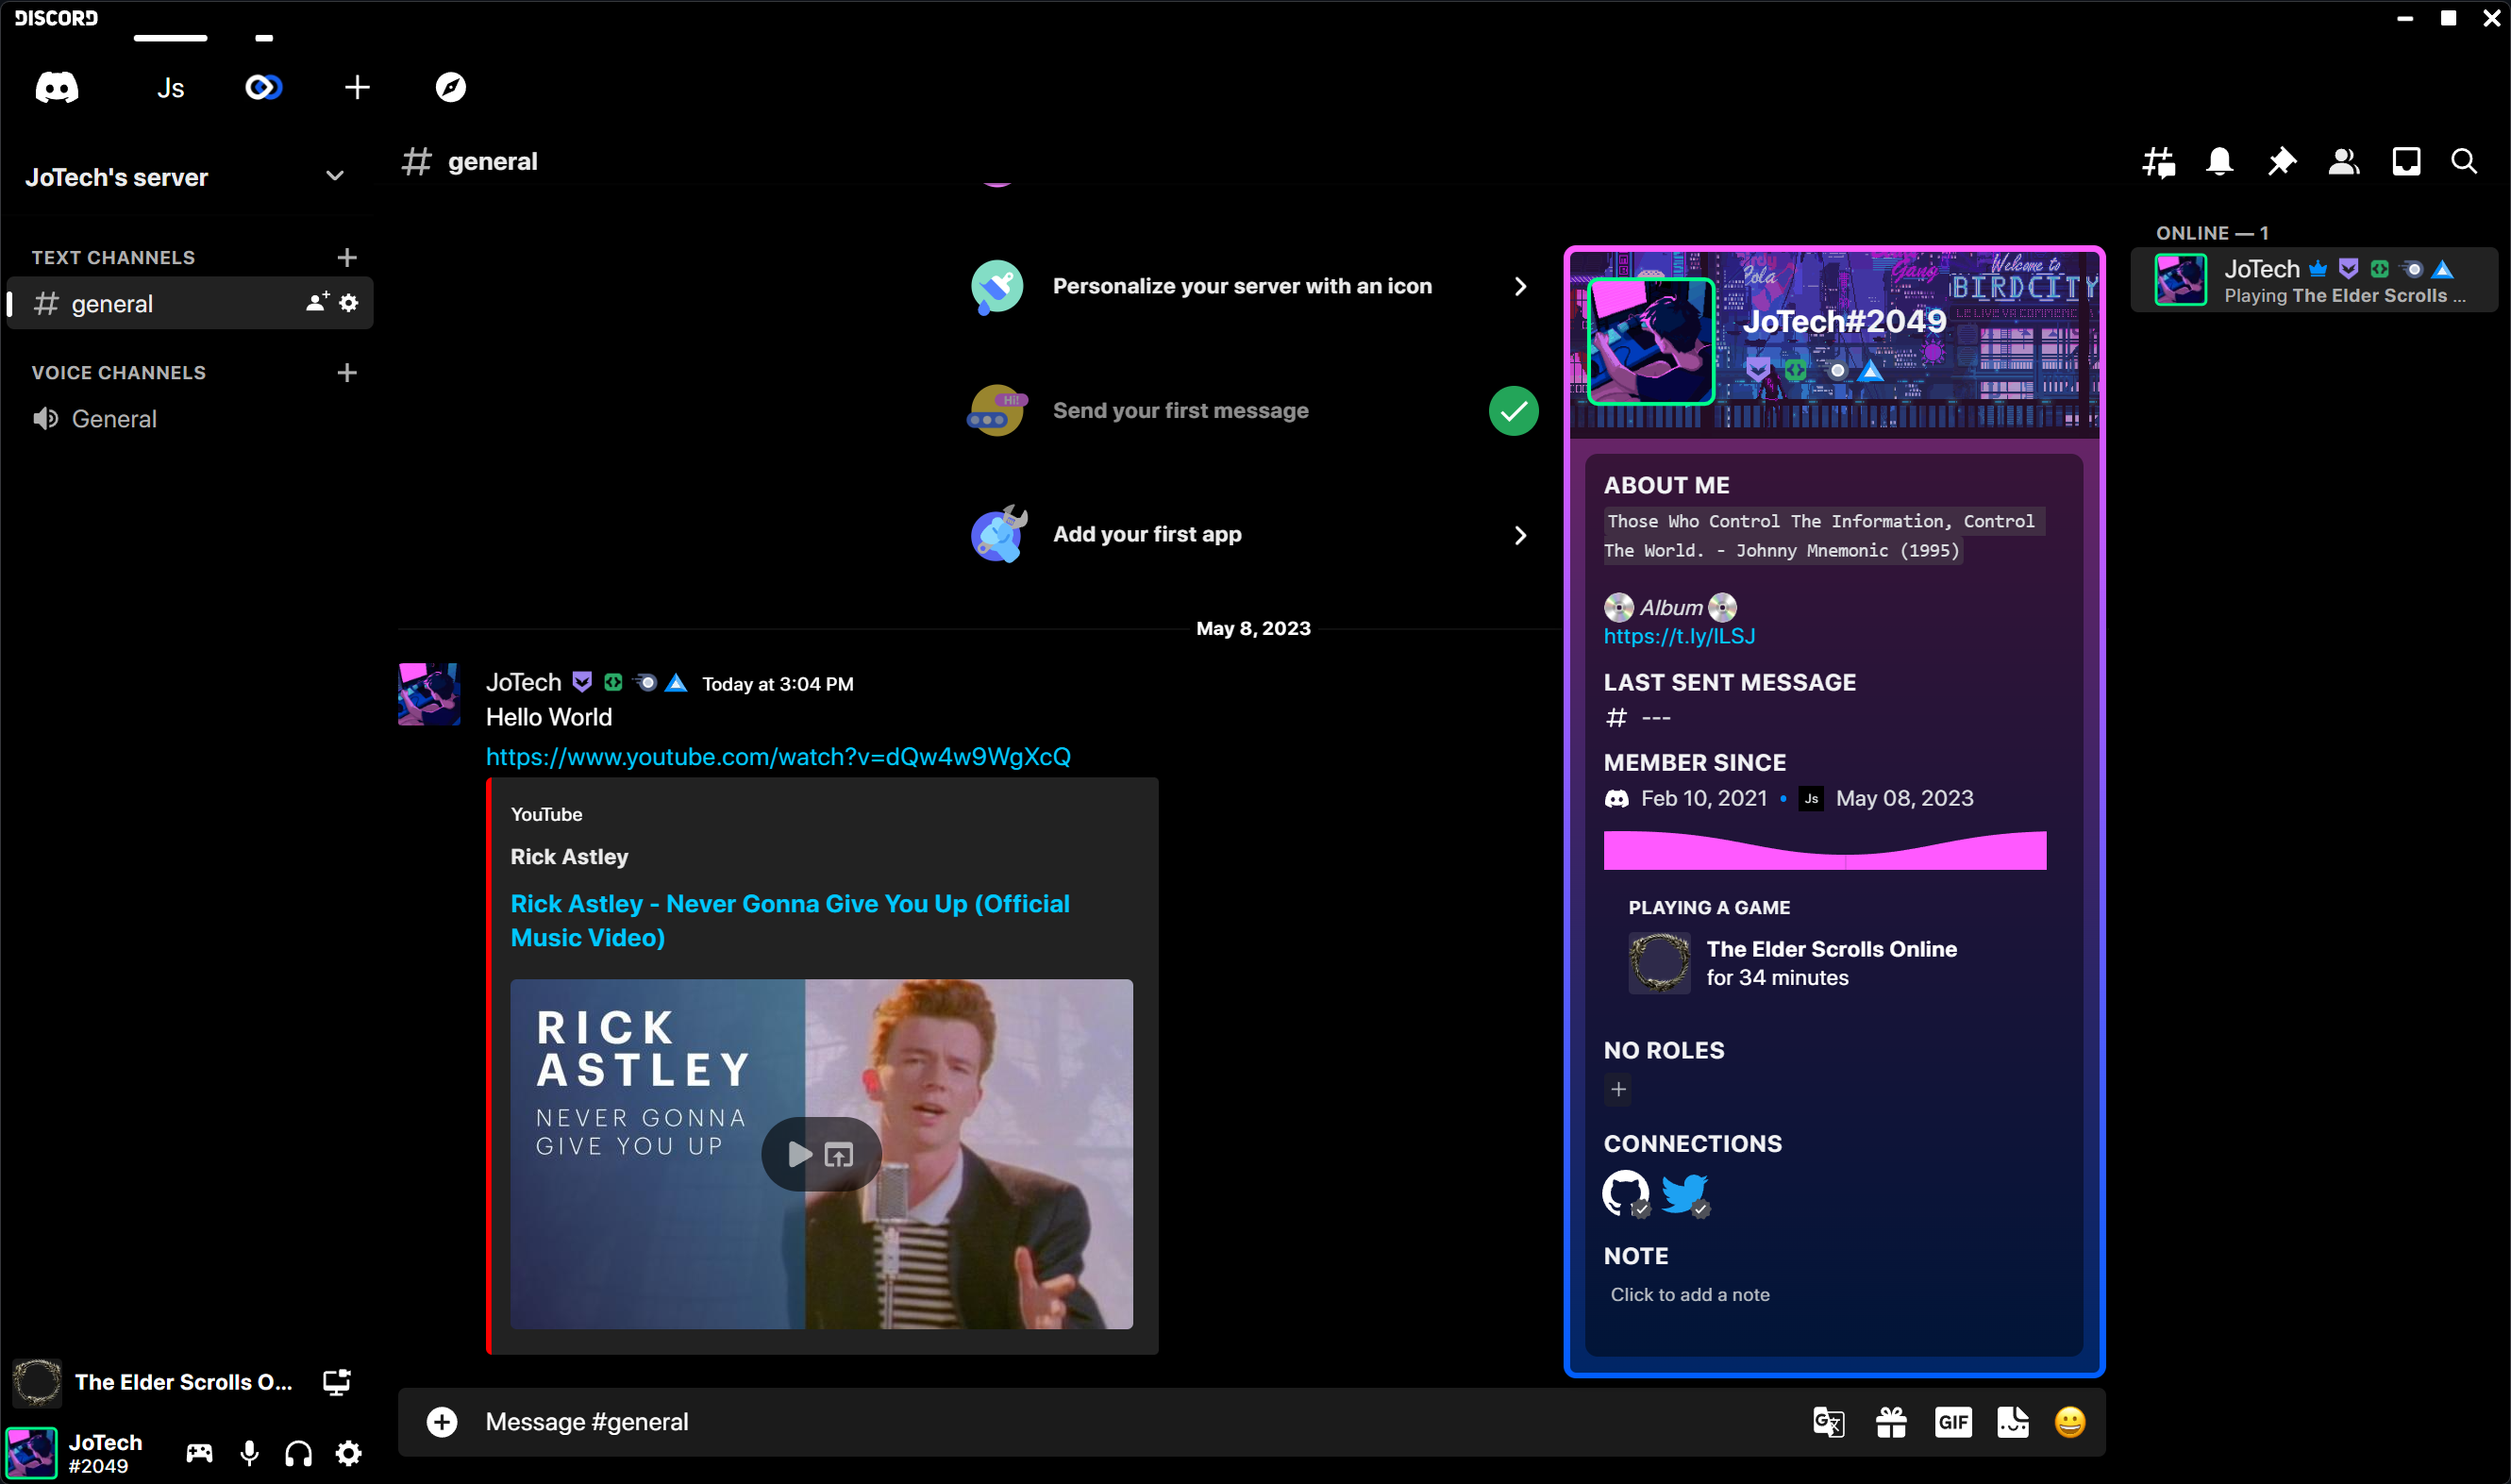 DISCORD
Js
JoTech's server
TEXT CHANNELS
general
VOICE CHANNELS
General
The Elder Scrolls O...
JoTech
#2049
general
Personalize your server with an icon
Hi!
Send your first message
Add your first app
May 8, 2023
JoTech Today at 3:04 PM
Hello World
https://www.youtube.com/watch?v=dQw4w9WgXcQ
YouTube
Rick Astley
Rick Astley - Never Gonna Give You Up (Official
Music Video)
RICK
ASTLEY
NEVER GONNA
GIVE YOU UP
Message #general
GIF
Gang
Welcome to
BIRDCITY
JoTech#2049
ABOUT ME
Those Who Control The Information, Control
The World. - Johnny Mnemonic (1995)
Album
https://t.ly/lLSJ
LAST SENT MESSAGE
# ---
MEMBER SINCE
Feb 10, 2021 • Js May 08, 2023
PLAYING A GAME
The Elder Scrolls Online
for 34 minutes
NO ROLES
CONNECTIONS
NOTE
Click to add a note
ONLINE — 1
JoTech
Playing The Elder Scrolls ...